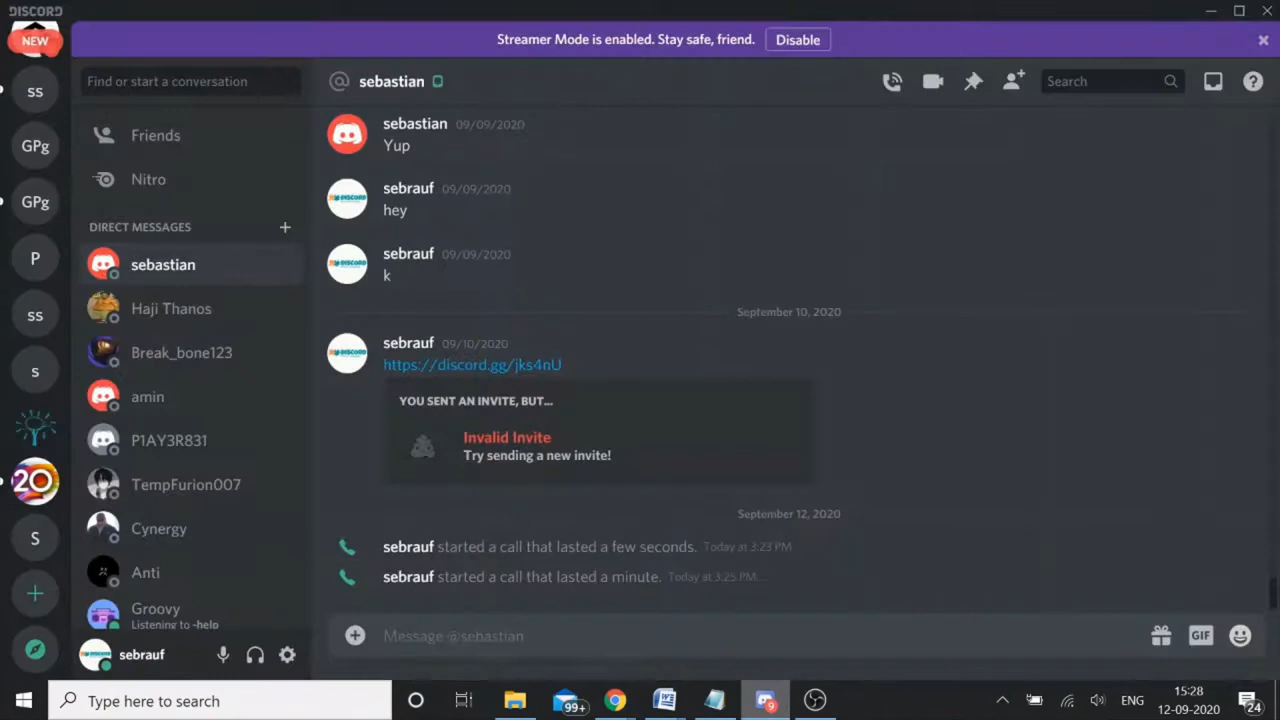 DISCORD
Streamer Mode is enabled. Stay safe, friend. Disable
NEW
ss
GPg
GPg
P
ss
s
20
S
Find or start a conversation
Friends
Nitro
DIRECT MESSAGES
sebastian
Haji Thanos
Break_bone123
amin
P1AY3R831
TempFurion007
Cynergy
Anti
Groovy
Listening to -help
sebrauf
@ sebastian
Search
sebastian 09/09/2020
Yup
sebrauf 09/09/2020
hey
sebrauf 09/09/2020
k
September 10, 2020
sebrauf 09/10/2020
https://discord.gg/jks4nU
YOU SENT AN INVITE, BUT...
Invalid Invite
Try sending a new invite!
September 12, 2020
sebrauf started a call that lasted a few seconds. Today at 3:23 PM
sebrauf started a call that lasted a minute. Today at 3:25 PM
Message @sebastian
GIF
Type here to search
99+
9
ENG
15:28
12-09-2020
24